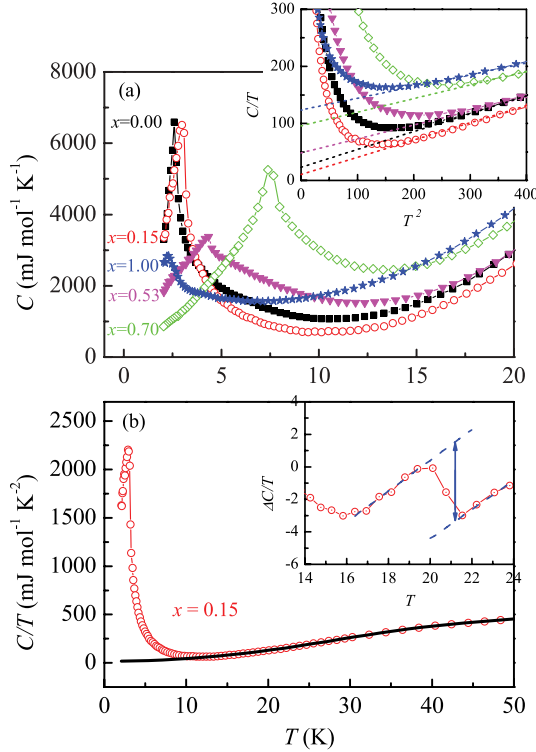 (a)
x=0.00
x=0.15
x=1.00
x=0.53
x=0.70
C (mJ mol⁻¹ K⁻¹)
8000
6000
4000
2000
0
0 5 10 15 20
C/T
300
200
100
0
0 100 200 300 400
T²
(b)
x = 0.15
C/T (mJ mol⁻¹ K⁻²)
2500
2000
1500
1000
500
0
0 10 20 30 40 50
T (K)
ΔC/T
4
2
0
-2
-4
-6
14 16 18 20 22 24
T